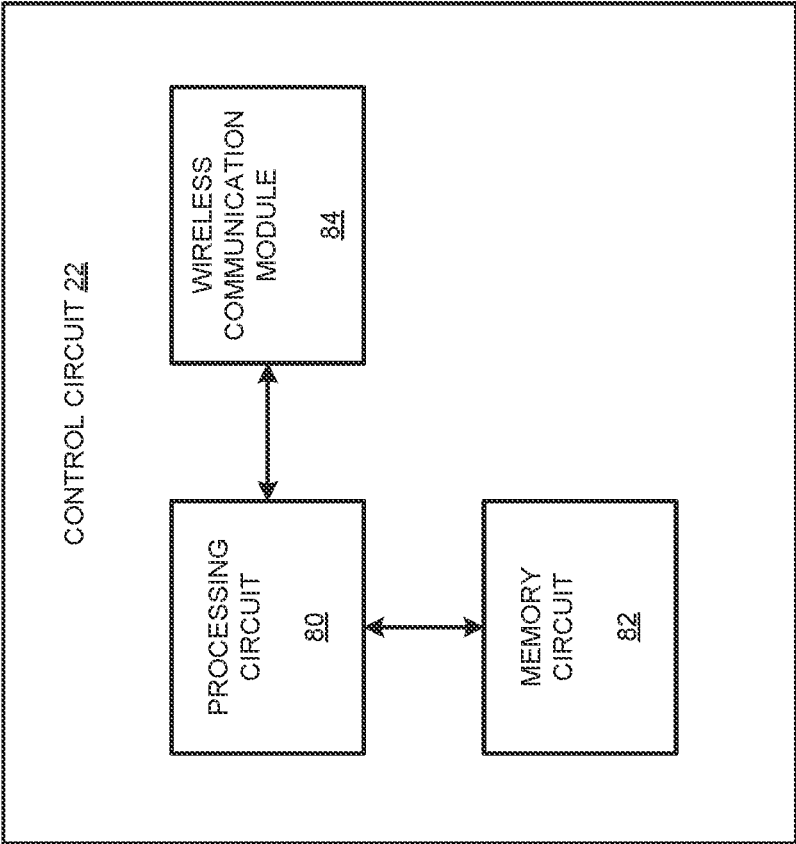 CONTROL CIRCUIT 22
PROCESSING
CIRCUIT
80
WIRELESS
COMMUNICATION
MODULE
84
MEMORY
CIRCUIT
82